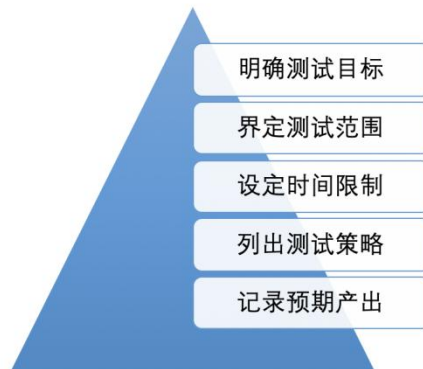 明确测试目标
界定测试范围
设定时间限制
列出测试策略
记录预期产出